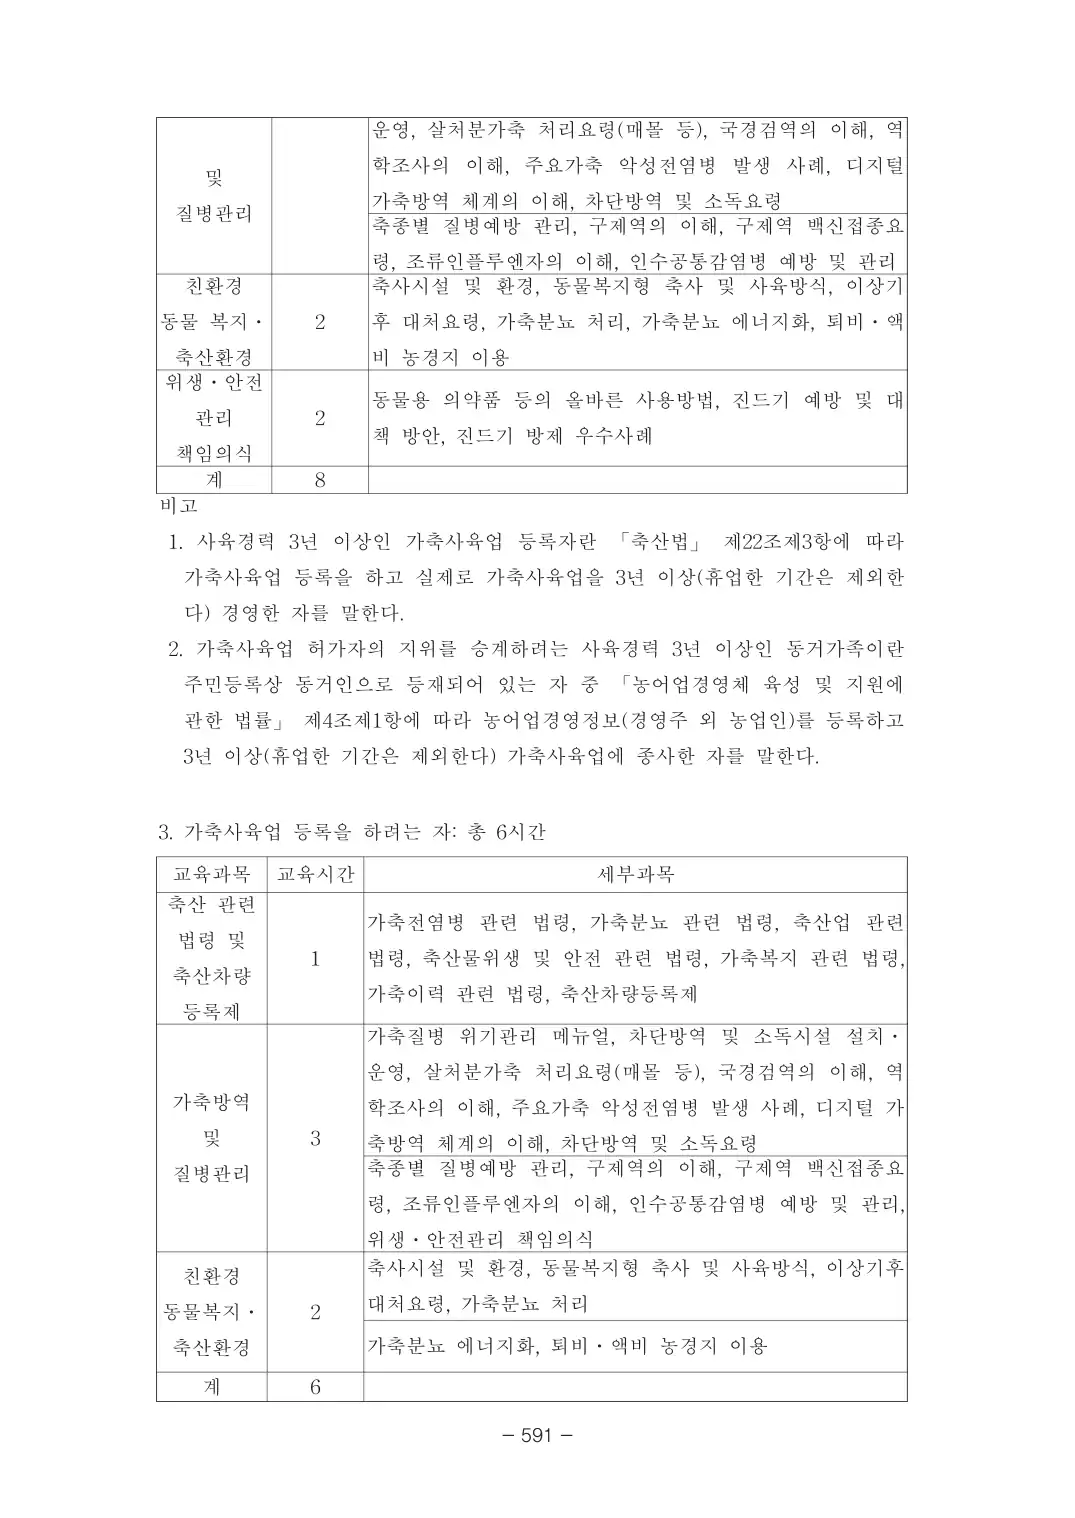 및
질병관리
운영, 살처분가축 처리요령(매몰 등), 국경검역의 이해, 역
학조사의 이해, 주요가축 악성전염병 발생 사례, 디지털
가축방역 체계의 이해, 차단방역 및 소독요령
축종별 질병예방 관리, 구제역의 이해, 구제역 백신접종요
령, 조류인플루엔자의 이해, 인수공통감염병 예방 및 관리
친환경
동물 복지・
축산환경
2
축사시설 및 환경, 동물복지형 축사 및 사육방식, 이상기
후 대처요령, 가축분뇨 처리, 가축분뇨 에너지화, 퇴비・액
비 농경지 이용
위생・안전
관리
책임의식
2
동물용 의약품 등의 올바른 사용방법, 진드기 예방 및 대
책 방안, 진드기 방제 우수사례
계
8
비고
1. 사육경력 3년 이상인 가축사육업 등록자란 「축산법」 제22조제3항에 따라
가축사육업 등록을 하고 실제로 가축사육업을 3년 이상(휴업한 기간은 제외한
다) 경영한 자를 말한다.
2. 가축사육업 허가자의 지위를 승계하려는 사육경력 3년 이상인 동거가족이란
주민등록상 동거인으로 등재되어 있는 자 중 「농어업경영체 육성 및 지원에
관한 법률」 제4조제1항에 따라 농어업경영정보(경영주 외 농업인)를 등록하고
3년 이상(휴업한 기간은 제외한다) 가축사육업에 종사한 자를 말한다.
3. 가축사육업 등록을 하려는 자: 총 6시간
교육과목 교육시간 세부과목
축산 관련
법령 및
축산차량
등록제
1
가축전염병 관련 법령, 가축분뇨 관련 법령, 축산업 관련
법령, 축산물위생 및 안전 관련 법령, 가축복지 관련 법령,
가축이력 관련 법령, 축산차량등록제
가축방역
및
질병관리
3
가축질병 위기관리 메뉴얼, 차단방역 및 소독시설 설치・
운영, 살처분가축 처리요령(매몰 등), 국경검역의 이해, 역
학조사의 이해, 주요가축 악성전염병 발생 사례, 디지털 가
축방역 체계의 이해, 차단방역 및 소독요령
축종별 질병예방 관리, 구제역의 이해, 구제역 백신접종요
령, 조류인플루엔자의 이해, 인수공통감염병 예방 및 관리,
위생・안전관리 책임의식
친환경
동물복지・
축산환경
2
축사시설 및 환경, 동물복지형 축사 및 사육방식, 이상기후
대처요령, 가축분뇨 처리
가축분뇨 에너지화, 퇴비・액비 농경지 이용
계
6
− 591 −